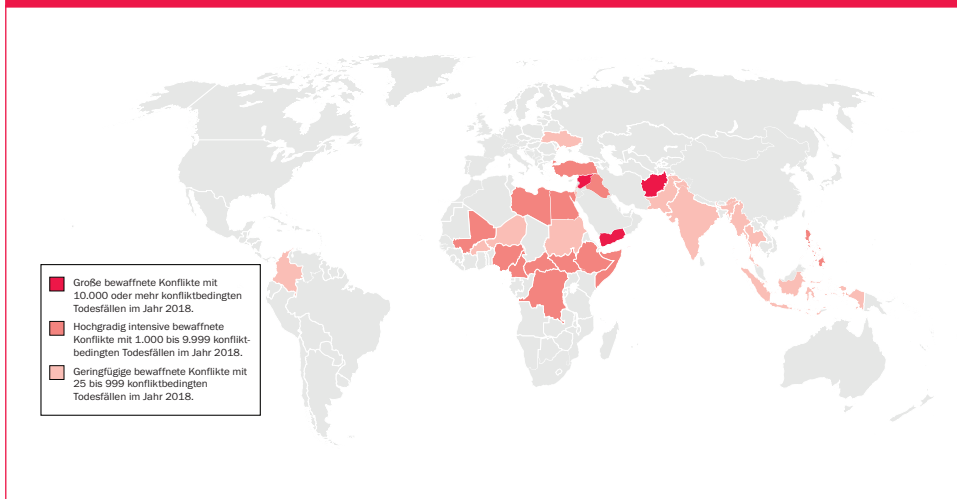 Große bewaffnete Konflikte mit
10.000 oder mehr konfliktbedingten
Todesfällen im Jahr 2018.
Hochgradig intensive bewaffnete
Konflikte mit 1.000 bis 9.999 konflikt-
bedingten Todesfällen im Jahr 2018.
Geringfügige bewaffnete Konflikte mit
25 bis 999 konfliktbedingten
Todesfällen im Jahr 2018.